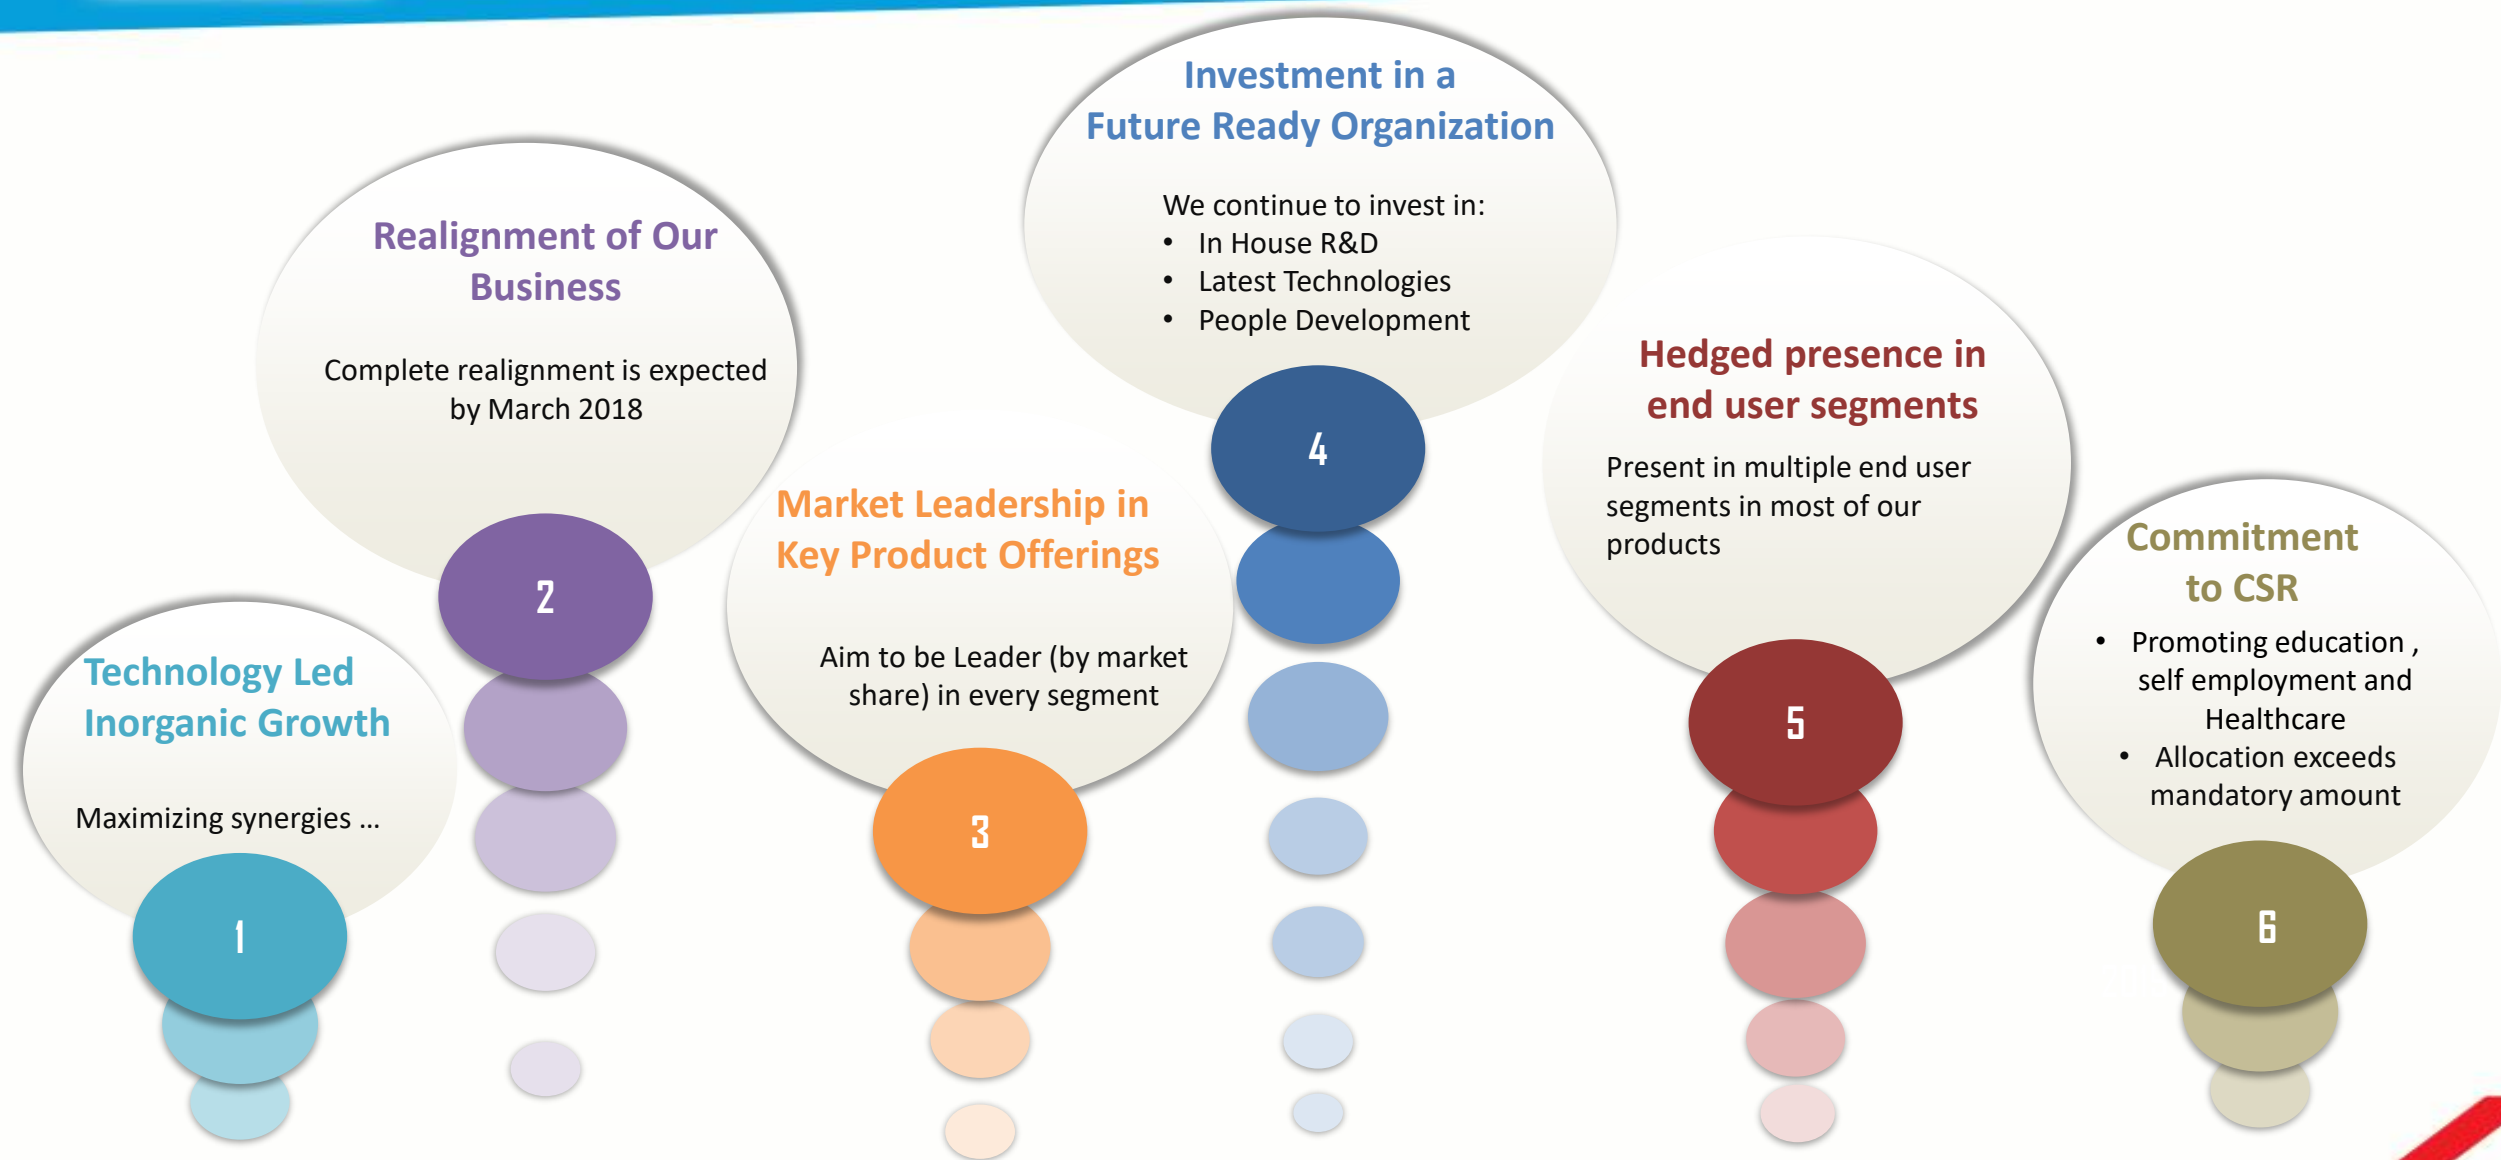 Technology Led
Inorganic Growth
Maximizing synergies ...
1
Realignment of Our
Business
Complete realignment is expected
by March 2018
2
Market Leadership in
Key Product Offerings
Aim to be Leader (by market
share) in every segment
3
Investment in a
Future Ready Organization
We continue to invest in:
• In House R&D
• Latest Technologies
• People Development
4
Hedged presence in
end user segments
Present in multiple end user
segments in most of our
products
5
Commitment
to CSR
• Promoting education ,
self employment and
Healthcare
• Allocation exceeds
mandatory amount
6